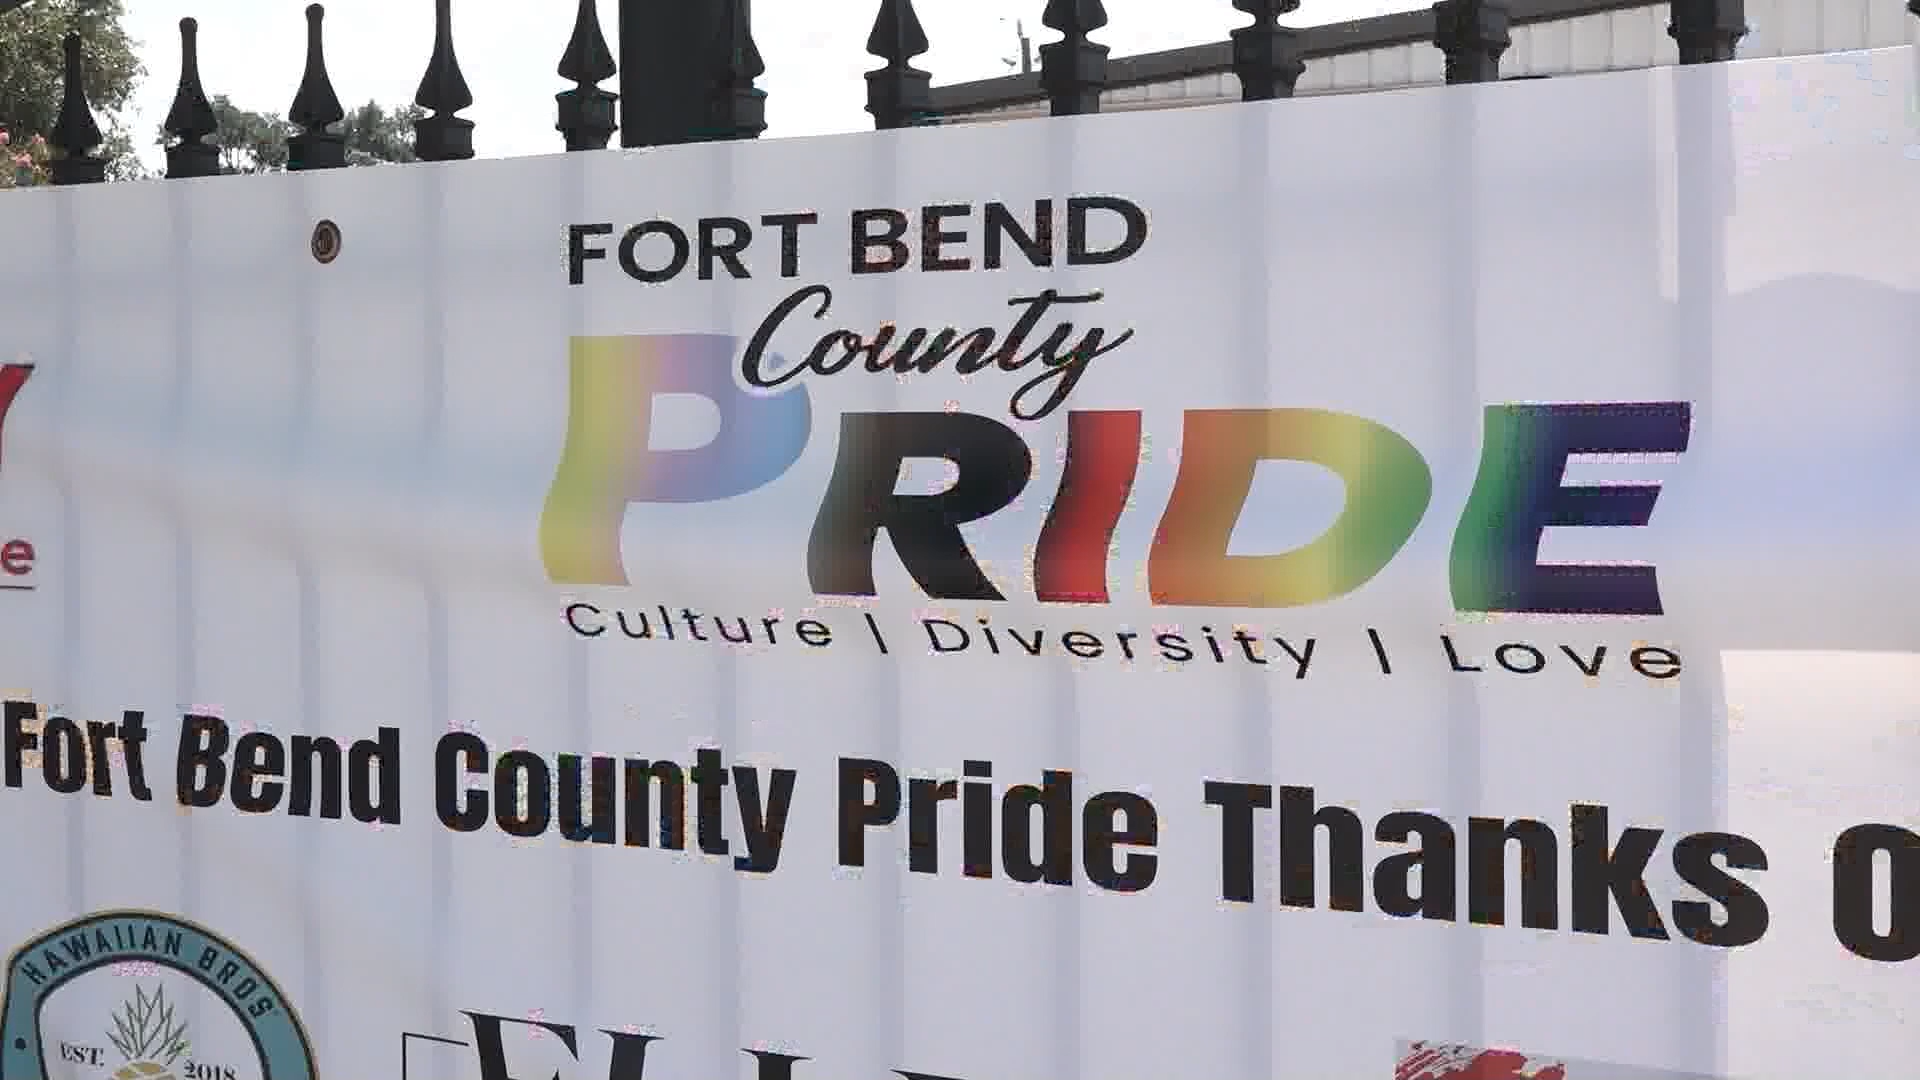 FORT BEND
County
PRIDE
Culture | Diversity | Love
Fort Bend County Pride Thanks
HAWAIIAN BROS
EST. 2018